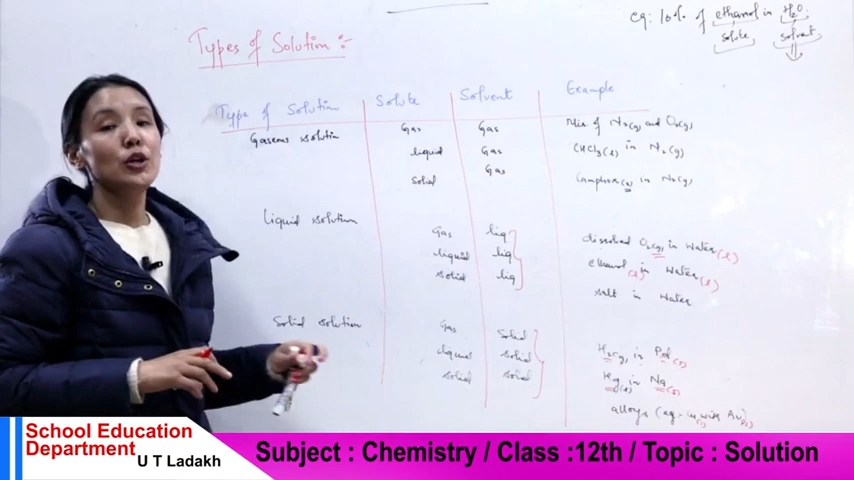 eg: 10% of ethanol in H₂O.
solute solvent
Types of Solution :-
Type of Solution Solute Solvent Example
Gaseous solution Gas Gas Mix of N₂(g) and O₂(g)
liquid Gas CHCl₃(l) in N₂(g)
solid Gas Camphor(s) in N₂(g)
Liquid solution Gas liq dissolved O₂(g) in Water(l)
liquid liq ethanol(l) in Water(l)
solid liq salt in water
Solid solution Gas Solid H₂(g) in Pd(s)
Liquid solid Hg(l) in Na(s)
solid solid alloys (eg- Cu with Au)
School Education
Department
U T Ladakh
Subject : Chemistry / Class :12th / Topic : Solution